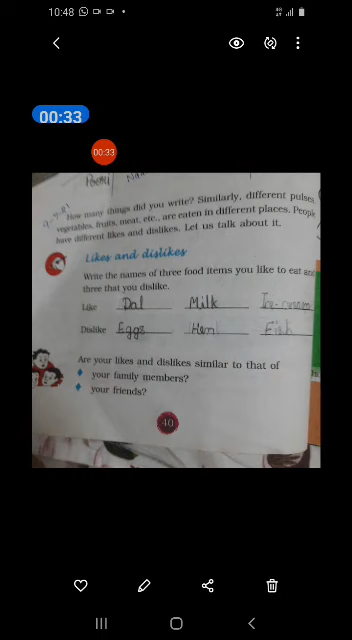 10:48
00:33
00:33
Poem
How many things did you write? Similarly, different pulses,
vegetables, fruits, meat, etc., are eaten in different places. People
have different likes and dislikes. Let us talk about it.
Likes and dislikes
Write the names of three food items you like to eat and
three that you dislike.
Like Dal Milk Ice-cream
Dislike Eggs Hen Fish
Are your likes and dislikes similar to that of
your family members?
your friends?
40